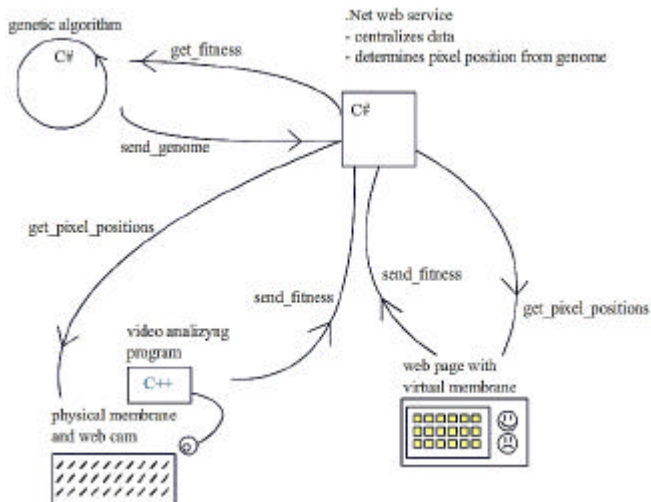 .Net web service
- centralizes data
- determines pixel position from genome
genetic algorithm
C#
get_fitness
C#
send_genome
get_pixel_positions
send_fitness
send_fitness
get_pixel_positions
video analizyng
program
C++
web page with
virtual membrane
physical membrane
and web cam